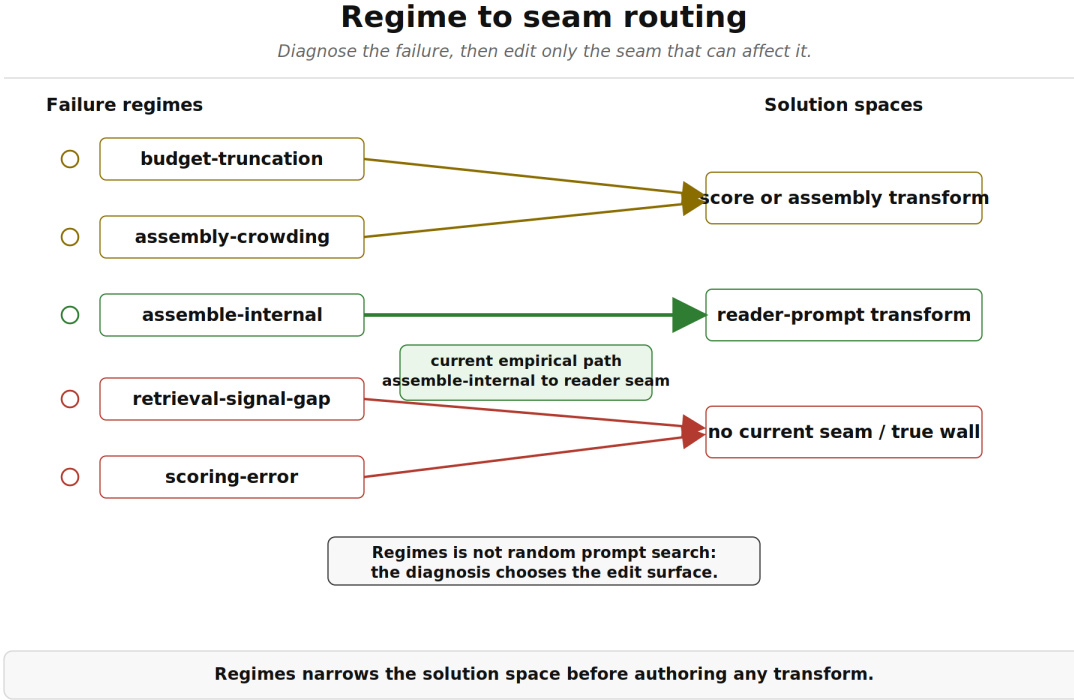 Regime to seam routing
Diagnose the failure, then edit only the seam that can affect it.
Failure regimes
Solution spaces
budget-truncation
score or assembly transform
assembly-crowding
assemble-internal
reader-prompt transform
current empirical path
assemble-internal to reader seam
retrieval-signal-gap
no current seam / true wall
scoring-error
Regimes is not random prompt search:
the diagnosis chooses the edit surface.
Regimes narrows the solution space before authoring any transform.